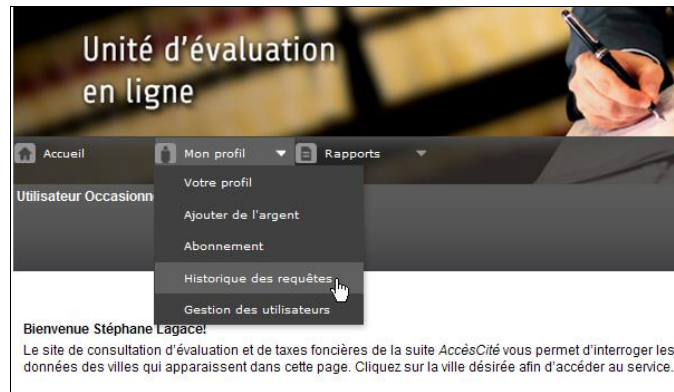 Unité d'évaluation
en ligne
Accueil
Mon profil
Rapports
Votre profil
Utilisateur Occasionn
Ajouter de l'argent
Abonnement
Historique des requêtes
Gestion des utilisateurs
Bienvenue Stéphane Lagacé!
Le site de consultation d'évaluation et de taxes foncières de la suite AccèsCité vous permet d'interroger les
données des villes qui apparaissent dans cette page. Cliquez sur la ville désirée afin d'accéder au service.